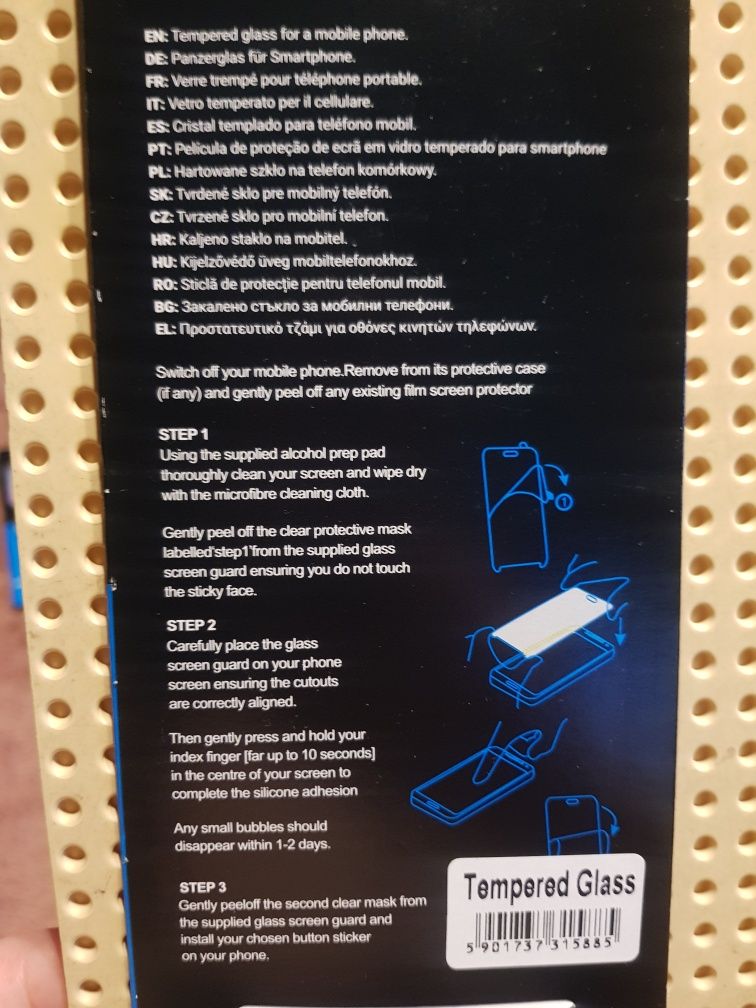 EN: Tempered glass for a mobile phone.
DE: Panzerglas für Smartphone.
FR: Verre trempé pour téléphone portable.
IT: Vetro temperato per il cellulare.
ES: Cristal templado para teléfono mobil.
PT: Película de proteção de ecrã em vidro temperado para smartphone
PL: Hartowane szkło na telefon komórkowy.
SK: Tvrdené sklo pre mobilný telefón.
CZ: Tvrzené sklo pro mobilní telefon.
HR: Kaljeno staklo na mobitel.
HU: Kijelzővédő üveg mobiltelefonokhoz.
RO: Sticlă de protecție pentru telefonul mobil.
BG: Закалено стъкло за мобилни телефони.
EL: Προστατευτικό τζάμι για οθόνες κινητών τηλεφώνων.
Switch off your mobile phone.Remove from its protective case
(if any) and gently peel off any existing film screen protector
STEP 1
Using the supplied alcohol prep pad
thoroughly clean your screen and wipe dry
with the microfibre cleaning cloth.
Gently peel off the clear protective mask
labelled'step1'from the supplied glass
screen guard ensuring you do not touch
the sticky face.
1
STEP 2
Carefully place the glass
screen guard on your phone
screen ensuring the cutouts
are correctly aligned.
Then gently press and hold your
index finger [far up to 10 seconds]
in the centre of your screen to
complete the silicone adhesion
Any small bubbles should
disappear within 1-2 days.
STEP 3
Gently peeloff the second clear mask from
the supplied glass screen guard and
install your chosen button sticker
on your phone.
Tempered Glass
5 901737 315885